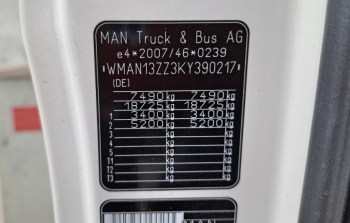 MAN Truck & Bus AG
e4*2007/46*0239
*WMAN13ZZ3KY390217*
(DE)
7490kg 7490kg
18725kg 18725kg
1 3400kg 3400kg
2 5200kg 5200kg
3 kg kg
4 kg kg
5 kg kg
T1 kg kg
T2 kg kg
T3 kg kg
MAN